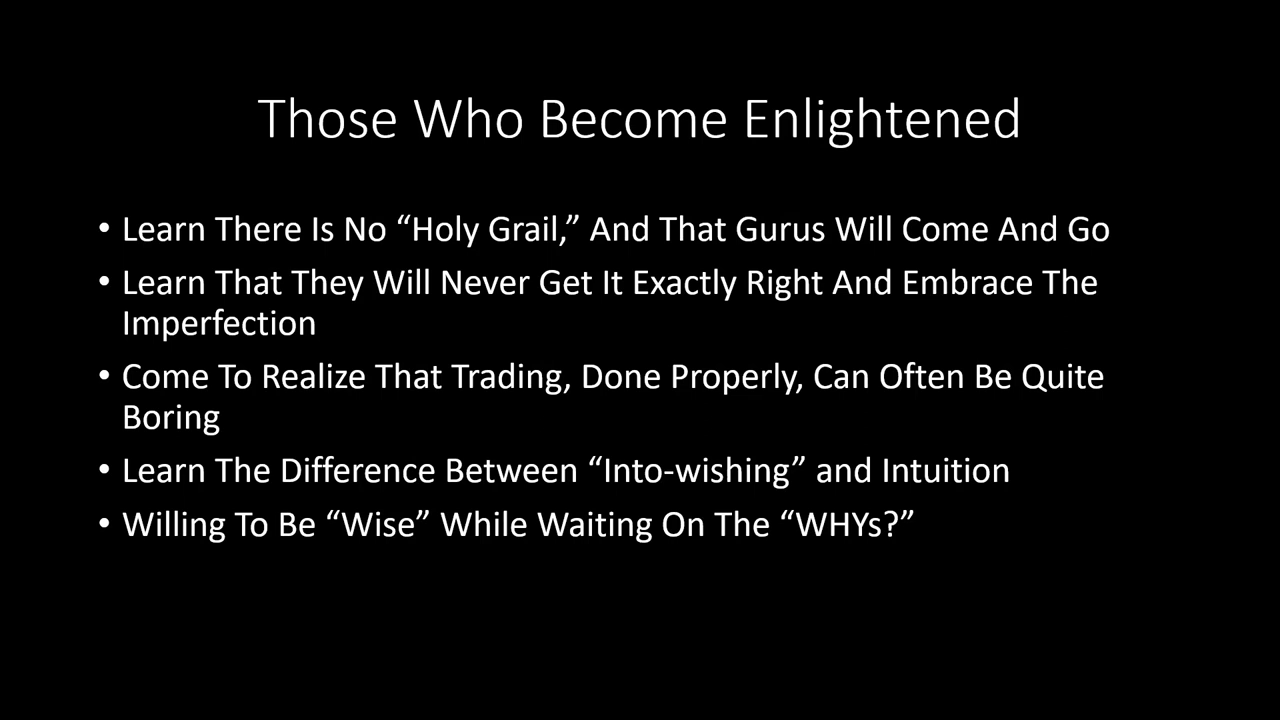 Those Who Become Enlightened
• Learn There Is No “Holy Grail,” And That Gurus Will Come And Go
• Learn That They Will Never Get It Exactly Right And Embrace The
Imperfection
• Come To Realize That Trading, Done Properly, Can Often Be Quite
Boring
• Learn The Difference Between “Into-wishing” and Intuition
• Willing To Be “Wise” While Waiting On The “WHYs?”